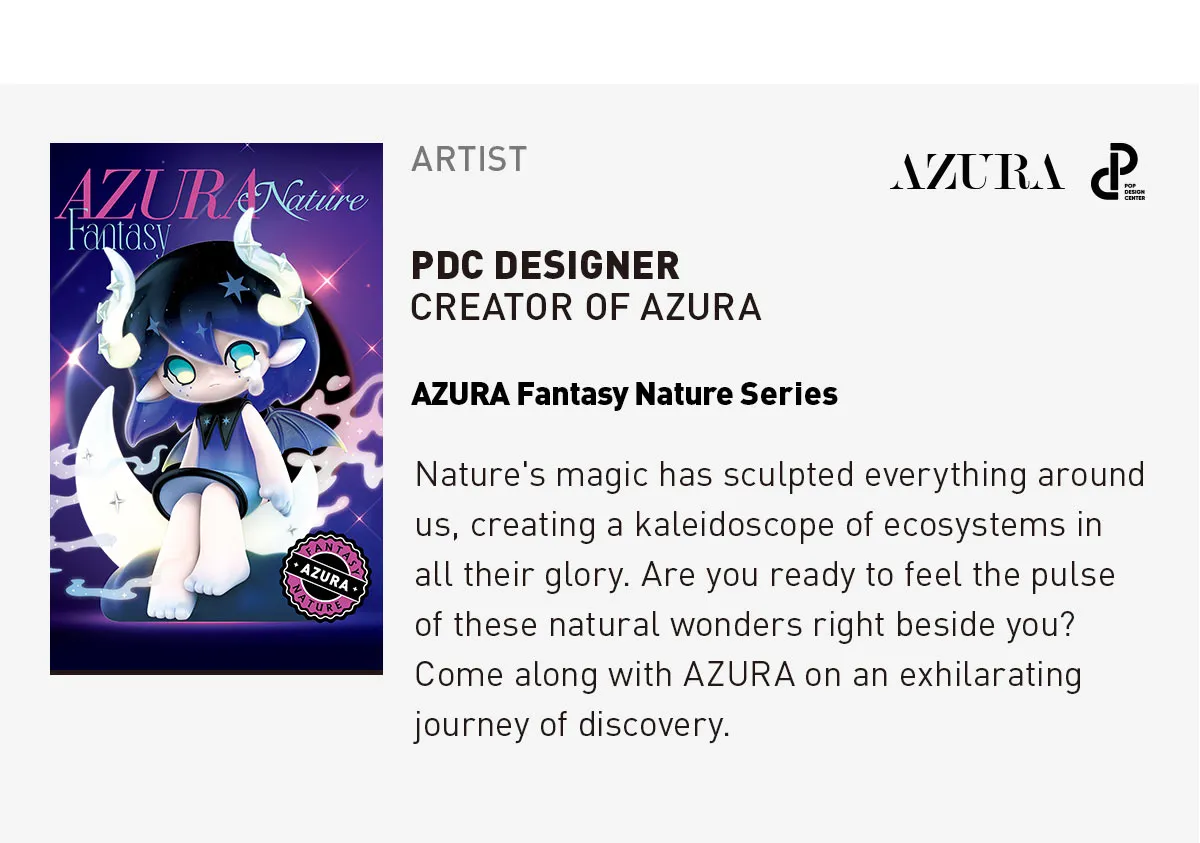 AZURA
Nature
Fantasy
FANTASY
AZURA
NATURE
ARTIST
AZURA
POP
DESIGN
CENTER
PDC DESIGNER
CREATOR OF AZURA
AZURA Fantasy Nature Series
Nature's magic has sculpted everything around
us, creating a kaleidoscope of ecosystems in
all their glory. Are you ready to feel the pulse
of these natural wonders right beside you?
Come along with AZURA on an exhilarating
journey of discovery.